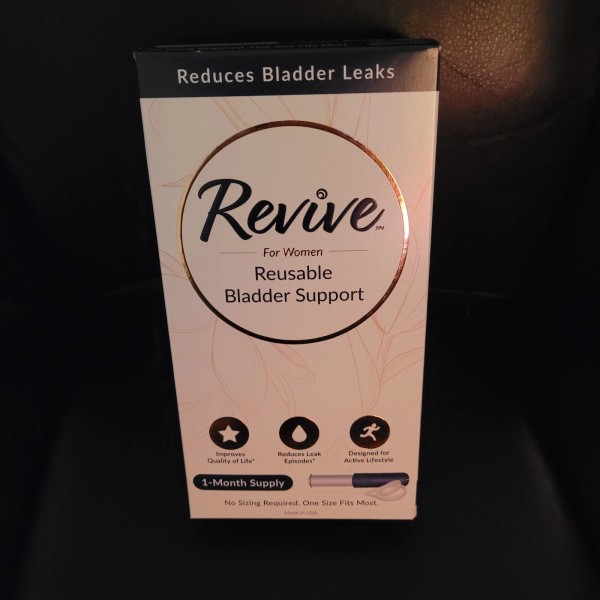 Reduces Bladder Leaks
Revive™
For Women
Reusable
Bladder Support
Improves
Quality of Life*
Reduces Leak
Episodes*
Designed for
Active Lifestyle
1-Month Supply
No Sizing Required. One Size Fits Most.
Made in USA.